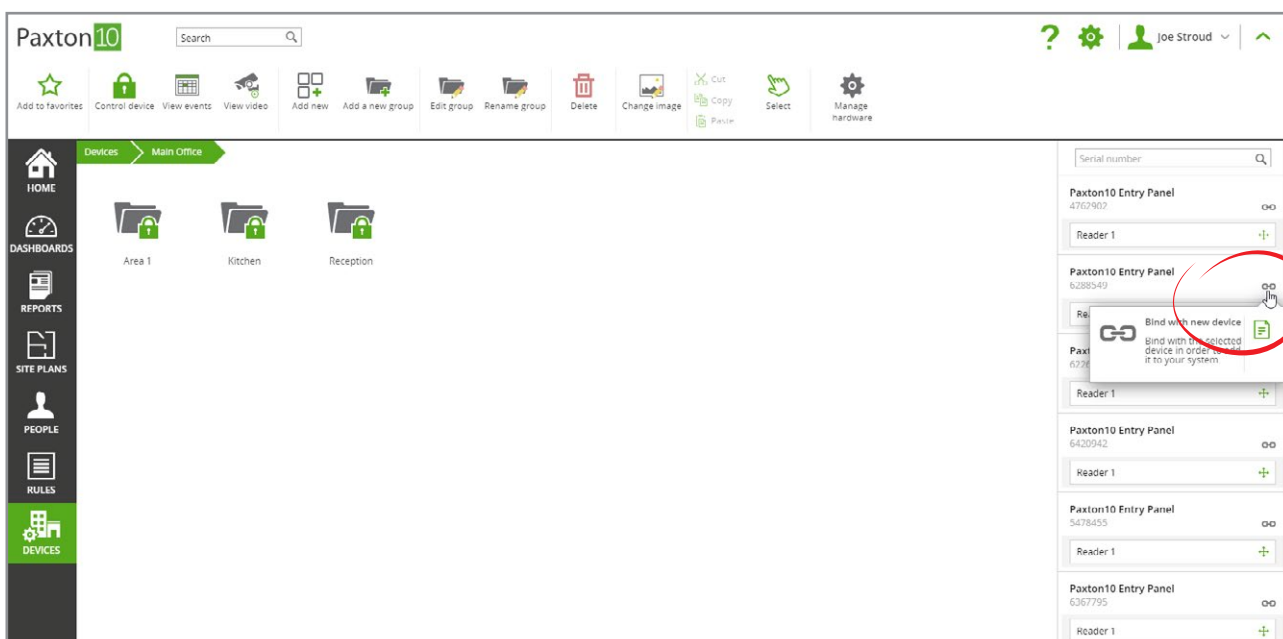 Paxton10
Search
Joe Stroud
Add to favorites
Control device
View events
View video
Add new
Add a new group
Edit group
Rename group
Delete
Change image
Cut
Copy
Paste
Select
Manage
hardware
HOME
DASHBOARDS
REPORTS
SITE PLANS
PEOPLE
RULES
DEVICES
Devices
Main Office
Area 1
Kitchen
Reception
Serial number
Paxton10 Entry Panel
4762902
Reader 1
Paxton10 Entry Panel
6288549
Bind with new device
Bind with the selected
device in order to add
it to your system
Reader 1
Paxton10 Entry Panel
6420942
Reader 1
Paxton10 Entry Panel
5478455
Reader 1
Paxton10 Entry Panel
6367795
Reader 1